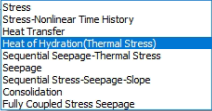 Stress
Stress-Nonlinear Time History
Heat Transfer
Heat of Hydration(Thermal Stress)
Sequential Seepage-Thermal Stress
Seepage
Sequential Stress-Seepage-Slope
Consolidation
Fully Coupled Stress Seepage